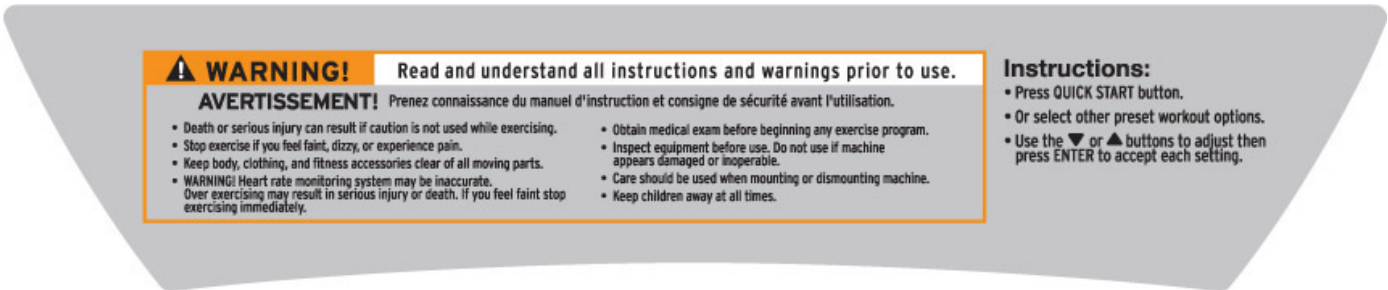 WARNING! Read and understand all instructions and warnings prior to use.
AVERTISSEMENT! Prenez connaissance du manuel d'instruction et consigne de sécurité avant l'utilisation.
• Death or serious injury can result if caution is not used while exercising.
• Stop exercise if you feel faint, dizzy, or experience pain.
• Keep body, clothing, and fitness accessories clear of all moving parts.
• WARNING! Heart rate monitoring system may be inaccurate.
Over exercising may result in serious injury or death. If you feel faint stop
exercising immediately.
• Obtain medical exam before beginning any exercise program.
• Inspect equipment before use. Do not use if machine
appears damaged or inoperable.
• Care should be used when mounting or dismounting machine.
• Keep children away at all times.
Instructions:
• Press QUICK START button.
• Or select other preset workout options.
• Use the ▼ or ▲ buttons to adjust then
press ENTER to accept each setting.